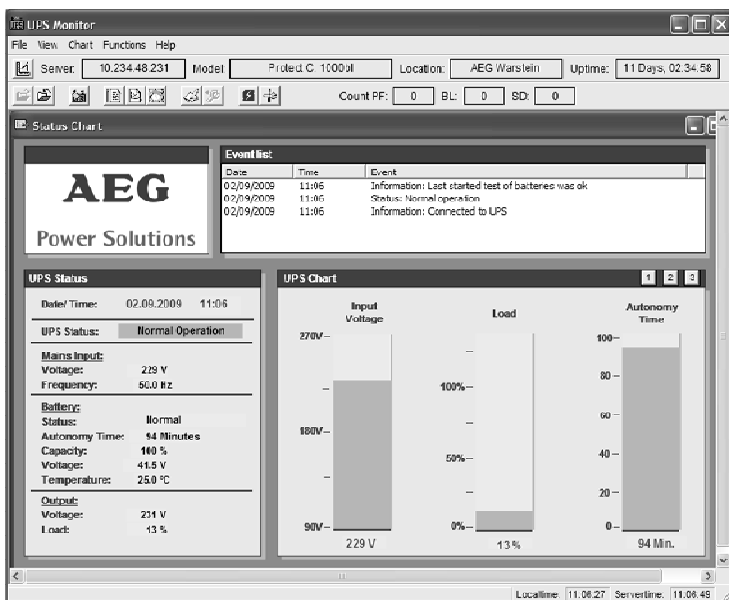 UPS Monitor
File View Chart Functions Help
Server: 10.234.48.231 Model: Protect C. 1000bil Location: AEG Warstein Uptime: 11 Days, 02:34:58
Count PF: 0 BL: 0 SD: 0
Status Chart
AEG
Power Solutions
Eventlist
Date Time Event
02/09/2009 11:06 Information: Last started test of batteries was ok
02/09/2009 11:06 Status: Normal operation
02/09/2009 11:06 Information: Connected to UPS
UPS Status
Date/ Time: 02.09.2009 11:06
UPS Status: Normal Operation
Mains Input:
Voltage: 229 V
Frequency: 50.0 Hz
Battery:
Status: Normal
Autonomy Time: 94 Minutes
Capacity: 100 %
Voltage: 41.5 V
Temperature: 25.0 °C
Output:
Voltage: 231 V
Load: 13 %
UPS Chart 1 2 3
Input
Voltage
270V
180V
90V
229 V
Load
100%
50%
0%
13%
Autonomy
Time
100
80
60
40
20
0
94 Min.
Localtime: 11:06:27 Servertime: 11:06:49